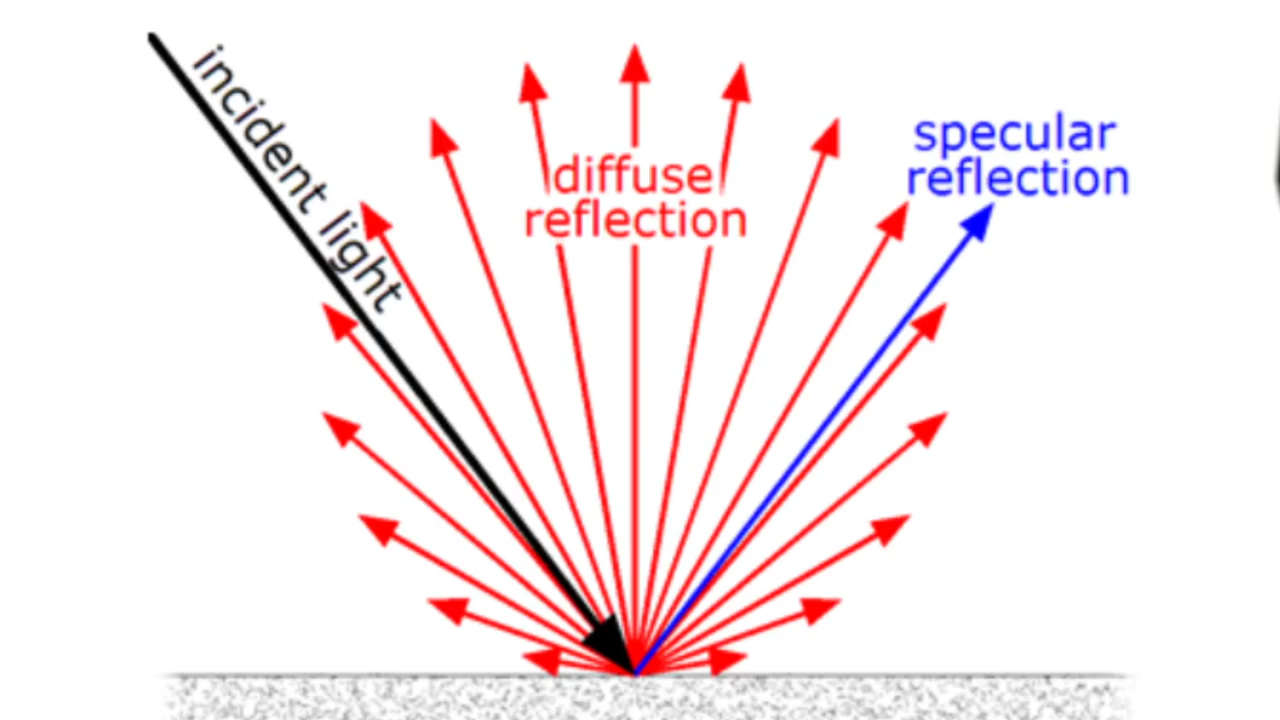 incident light
diffuse
reflection
specular
reflection